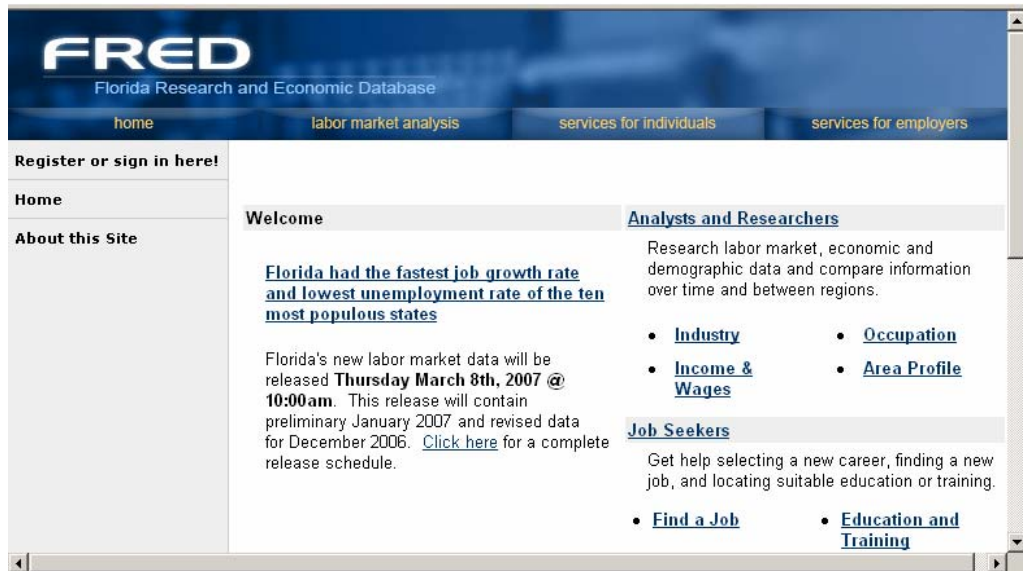 FRED
Florida Research and Economic Database
home labor market analysis services for individuals services for employers
Register or sign in here!
Home
About this Site
Welcome
Florida had the fastest job growth rate
and lowest unemployment rate of the ten
most populous states
Florida's new labor market data will be
released Thursday March 8th, 2007 @
10:00am. This release will contain
preliminary January 2007 and revised data
for December 2006. Click here for a complete
release schedule.
Analysts and Researchers
Research labor market, economic and
demographic data and compare information
over time and between regions.
• Industry
• Occupation
• Income &
Wages
• Area Profile
Job Seekers
Get help selecting a new career, finding a new
job, and locating suitable education or training.
• Find a Job
• Education and
Training